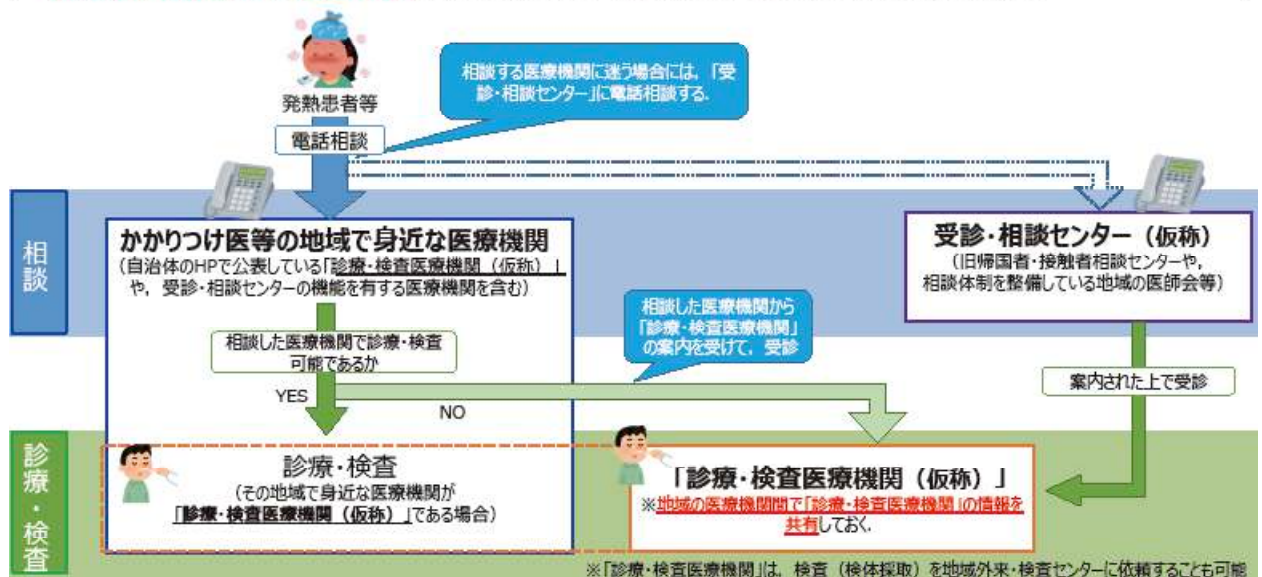 発熱患者等
電話相談
相談する医療機関に迷う場合には,「受
診・相談センター」に電話相談する.
相談
かかりつけ医等の地域で身近な医療機関
(自治体のHPで公表している「診療・検査医療機関(仮称)」
や,受診・相談センターの機能を有する医療機関を含む)
受診・相談センター(仮称)
(旧帰国者・接触者相談センターや,
相談体制を整備している地域の医師会等)
相談した医療機関で診療・検査
可能であるか
相談した医療機関から
「診療・検査医療機関」
の案内を受けて,受診
案内された上で受診
YES
NO
診療・検査
診療・検査
(その地域で身近な医療機関が
「診療・検査医療機関(仮称)」である場合)
「診療・検査医療機関(仮称)」
※地域の医療機関間で「診療・検査医療機関」の情報を
共有しておく.
※「診療・検査医療機関」は,検査(検体採取)を地域外来・検査センターに依頼することも可能